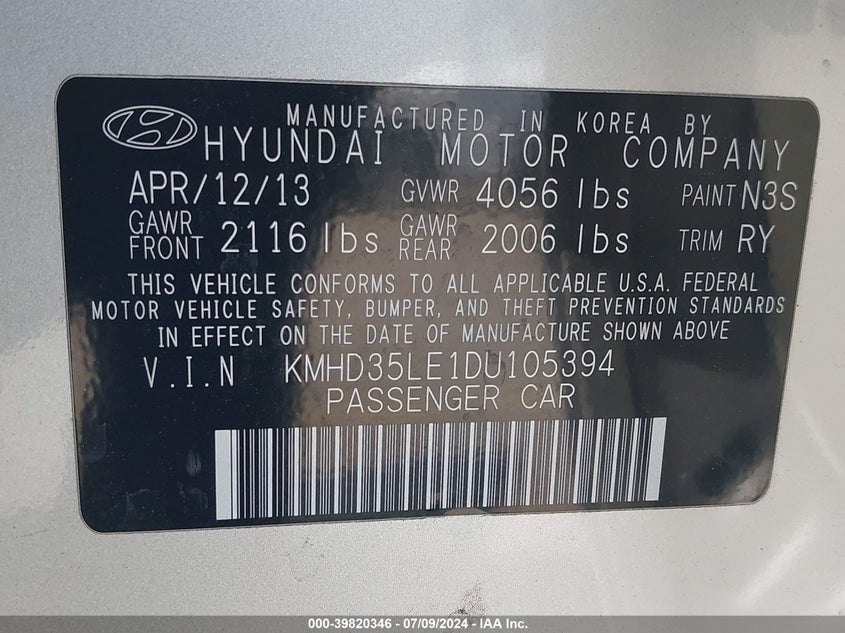 MANUFACTURED IN KOREA BY
HYUNDAI MOTOR COMPANY
APR/12/13 GVWR 4056 lbs PAINT N3S
GAWR FRONT 2116 lbs GAWR REAR 2006 lbs TRIM RY
THIS VEHICLE CONFORMS TO ALL APPLICABLE U.S.A. FEDERAL
MOTOR VEHICLE SAFETY, BUMPER, AND THEFT PREVENTION STANDARDS
IN EFFECT ON THE DATE OF MANUFACTURE SHOWN ABOVE
V.I.N KMHD35LE1DU105394
PASSENGER CAR
000-39820346 - 07/09/2024 - IAA Inc.